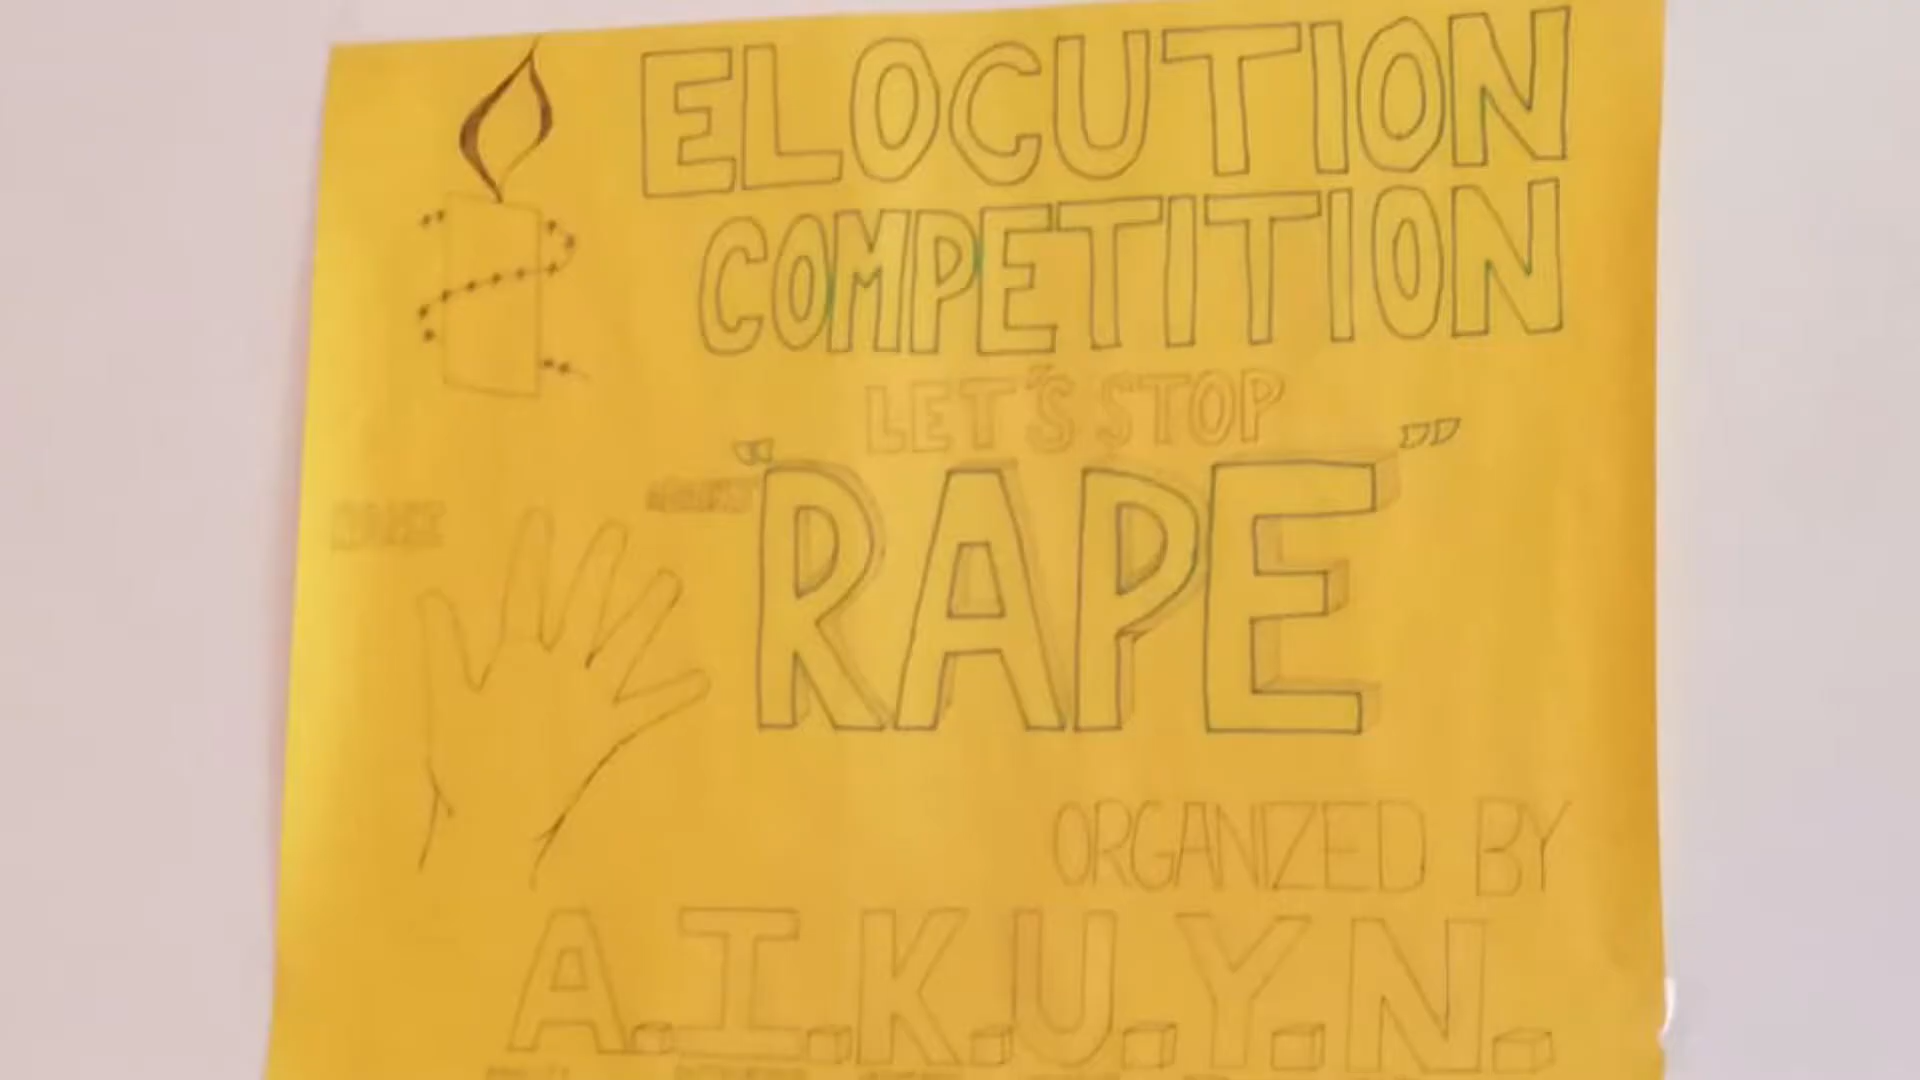 ELOCUTION
COMPETITION
LET'S STOP
"RAPE"
ORGANIZED BY
A.I.K.U.Y.N.